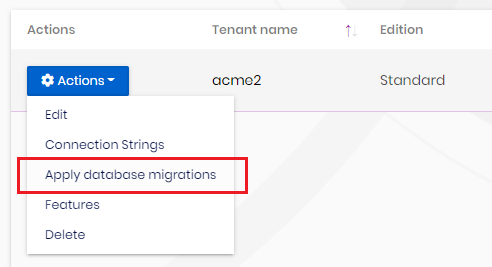 Actions Tenant name Edition
Actions acme2 Standard
Edit
Connection Strings
Apply database migrations
Features
Delete